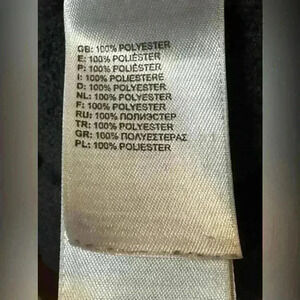 GB: 100% POLYESTER
E: 100% POLIÉSTER
P: 100% POLIÉSTER
I: 100% POLIESTERE
D: 100% POLYESTER
NL: 100% POLYESTER
F: 100% POLYESTER
RU: 100% ПОЛИЭСТЕР
TR: 100% POLYESTER
GR: 100% ΠΟΛΥΕΣΤΕΡΑΣ
PL: 100% POLIESTER